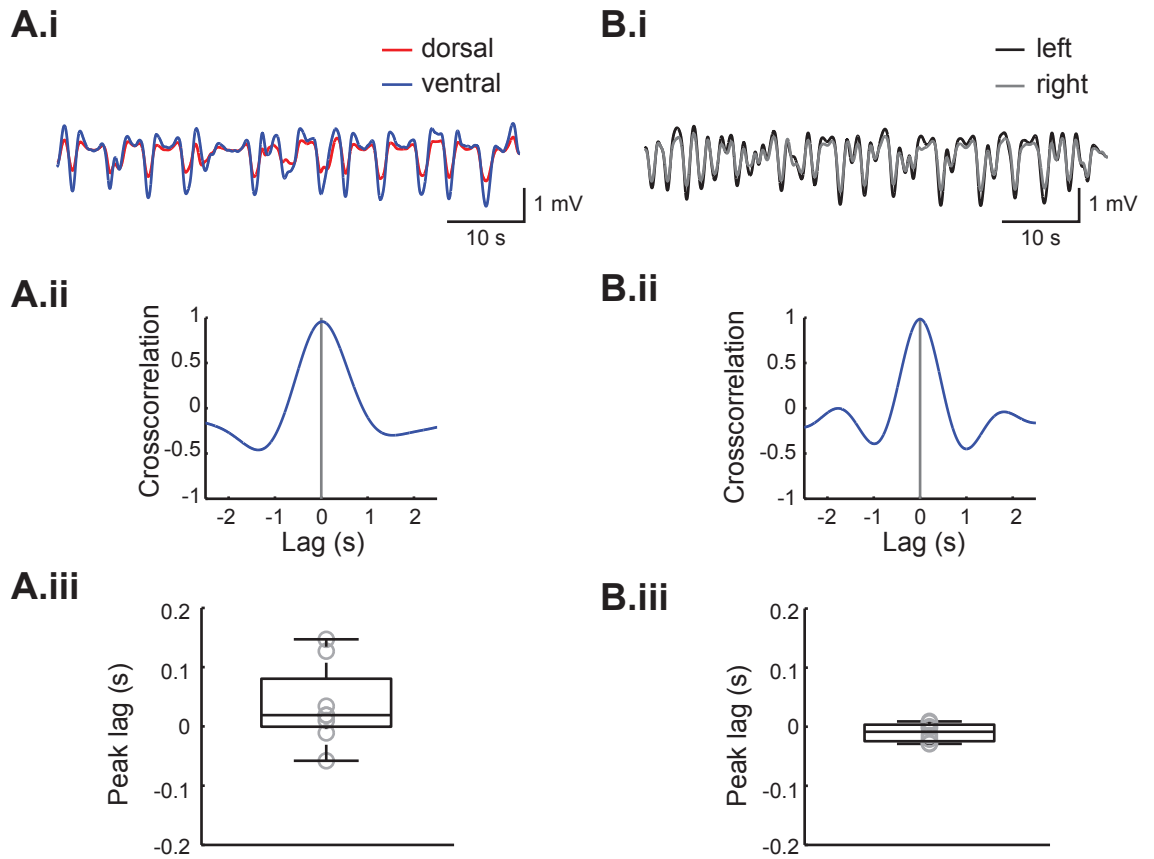 A.i
dorsal
ventral
1 mV
10 s
B.i
left
right
1 mV
10 s
A.ii
Crosscorrelation
1
0.5
0
-0.5
-1
-2 -1 0 1 2
Lag (s)
B.ii
Crosscorrelation
1
0.5
0
-0.5
-1
-2 -1 0 1 2
Lag (s)
A.iii
Peak lag (s)
0.2
0.1
0
-0.1
-0.2
B.iii
Peak lag (s)
0.2
0.1
0
-0.1
-0.2